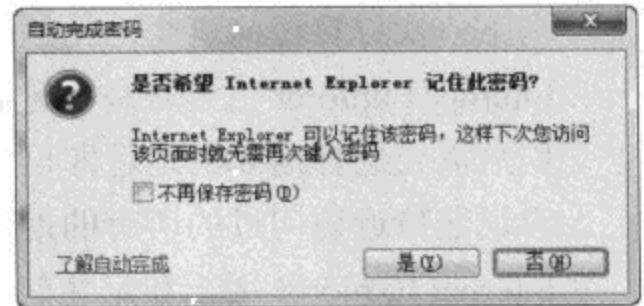 自动完成密码
是否希望 Internet Explorer 记住此密码?
Internet Explorer 可以记住该密码，这样下次您访问
该页面时就无需再次键入密码
不再保存密码(D)
了解自动完成
是(Y)
否(N)